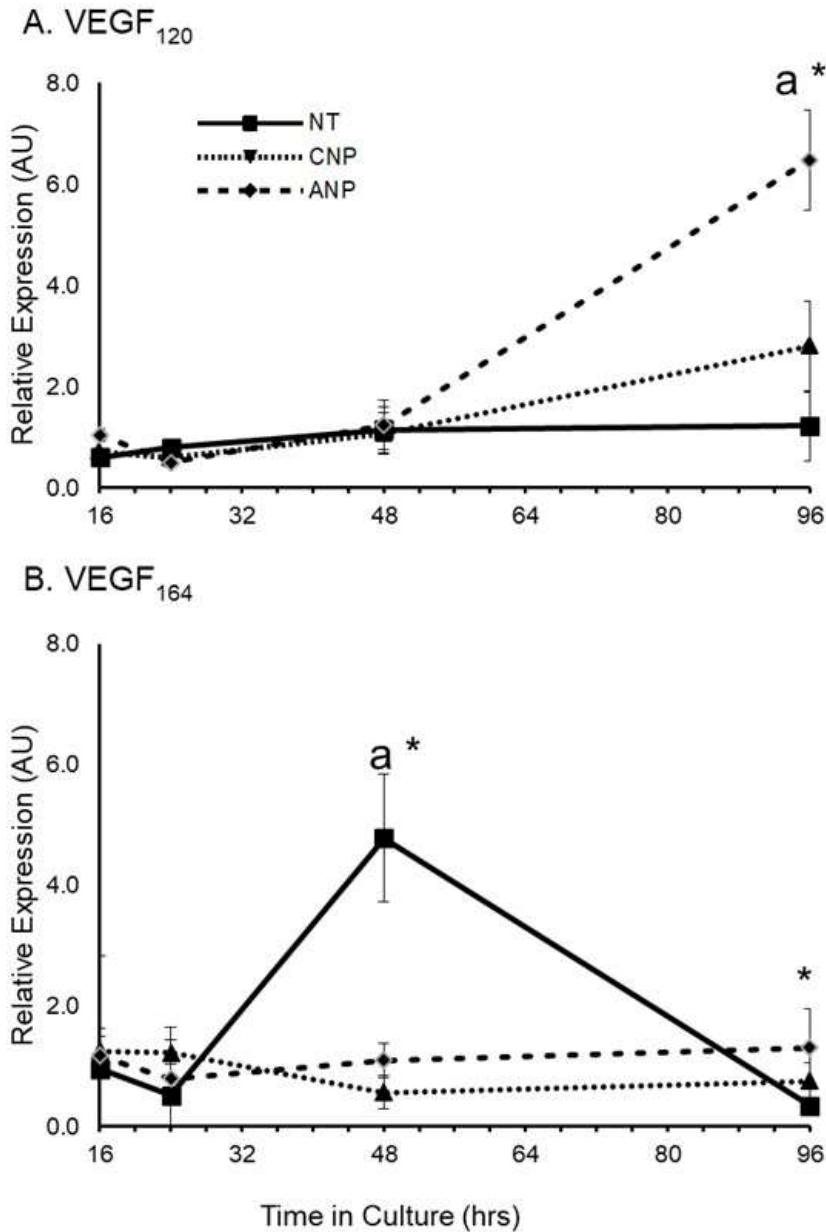 A. VEGF120
8.0
6.0
4.0
2.0
0.0
Relative Expression (AU)
NT
CNP
ANP
a *
16 32 48 64 80 96
B. VEGF164
8.0
6.0
4.0
2.0
0.0
Relative Expression (AU)
a *
*
16 32 48 64 80 96
Time in Culture (hrs)